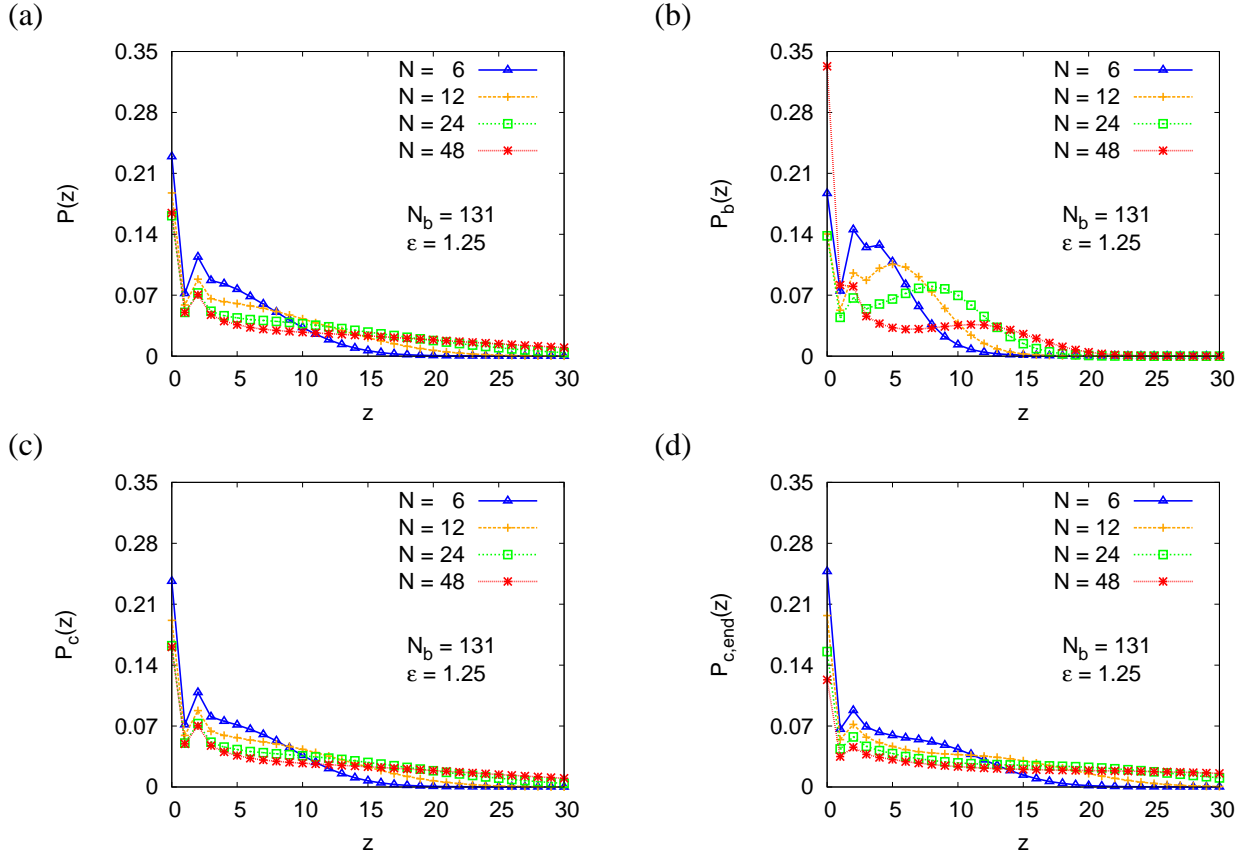 (a)
P(z)
0.35
0.28
0.21
0.14
0.07
0
0 5 10 15 20 25 30
z
N = 6
N = 12
N = 24
N = 48
N_b = 131
ε = 1.25
(b)
P_b(z)
0.35
0.28
0.21
0.14
0.07
0
0 5 10 15 20 25 30
z
N = 6
N = 12
N = 24
N = 48
N_b = 131
ε = 1.25
(c)
P_c(z)
0.35
0.28
0.21
0.14
0.07
0
0 5 10 15 20 25 30
z
N = 6
N = 12
N = 24
N = 48
N_b = 131
ε = 1.25
(d)
P_c,end(z)
0.35
0.28
0.21
0.14
0.07
0
0 5 10 15 20 25 30
z
N = 6
N = 12
N = 24
N = 48
N_b = 131
ε = 1.25